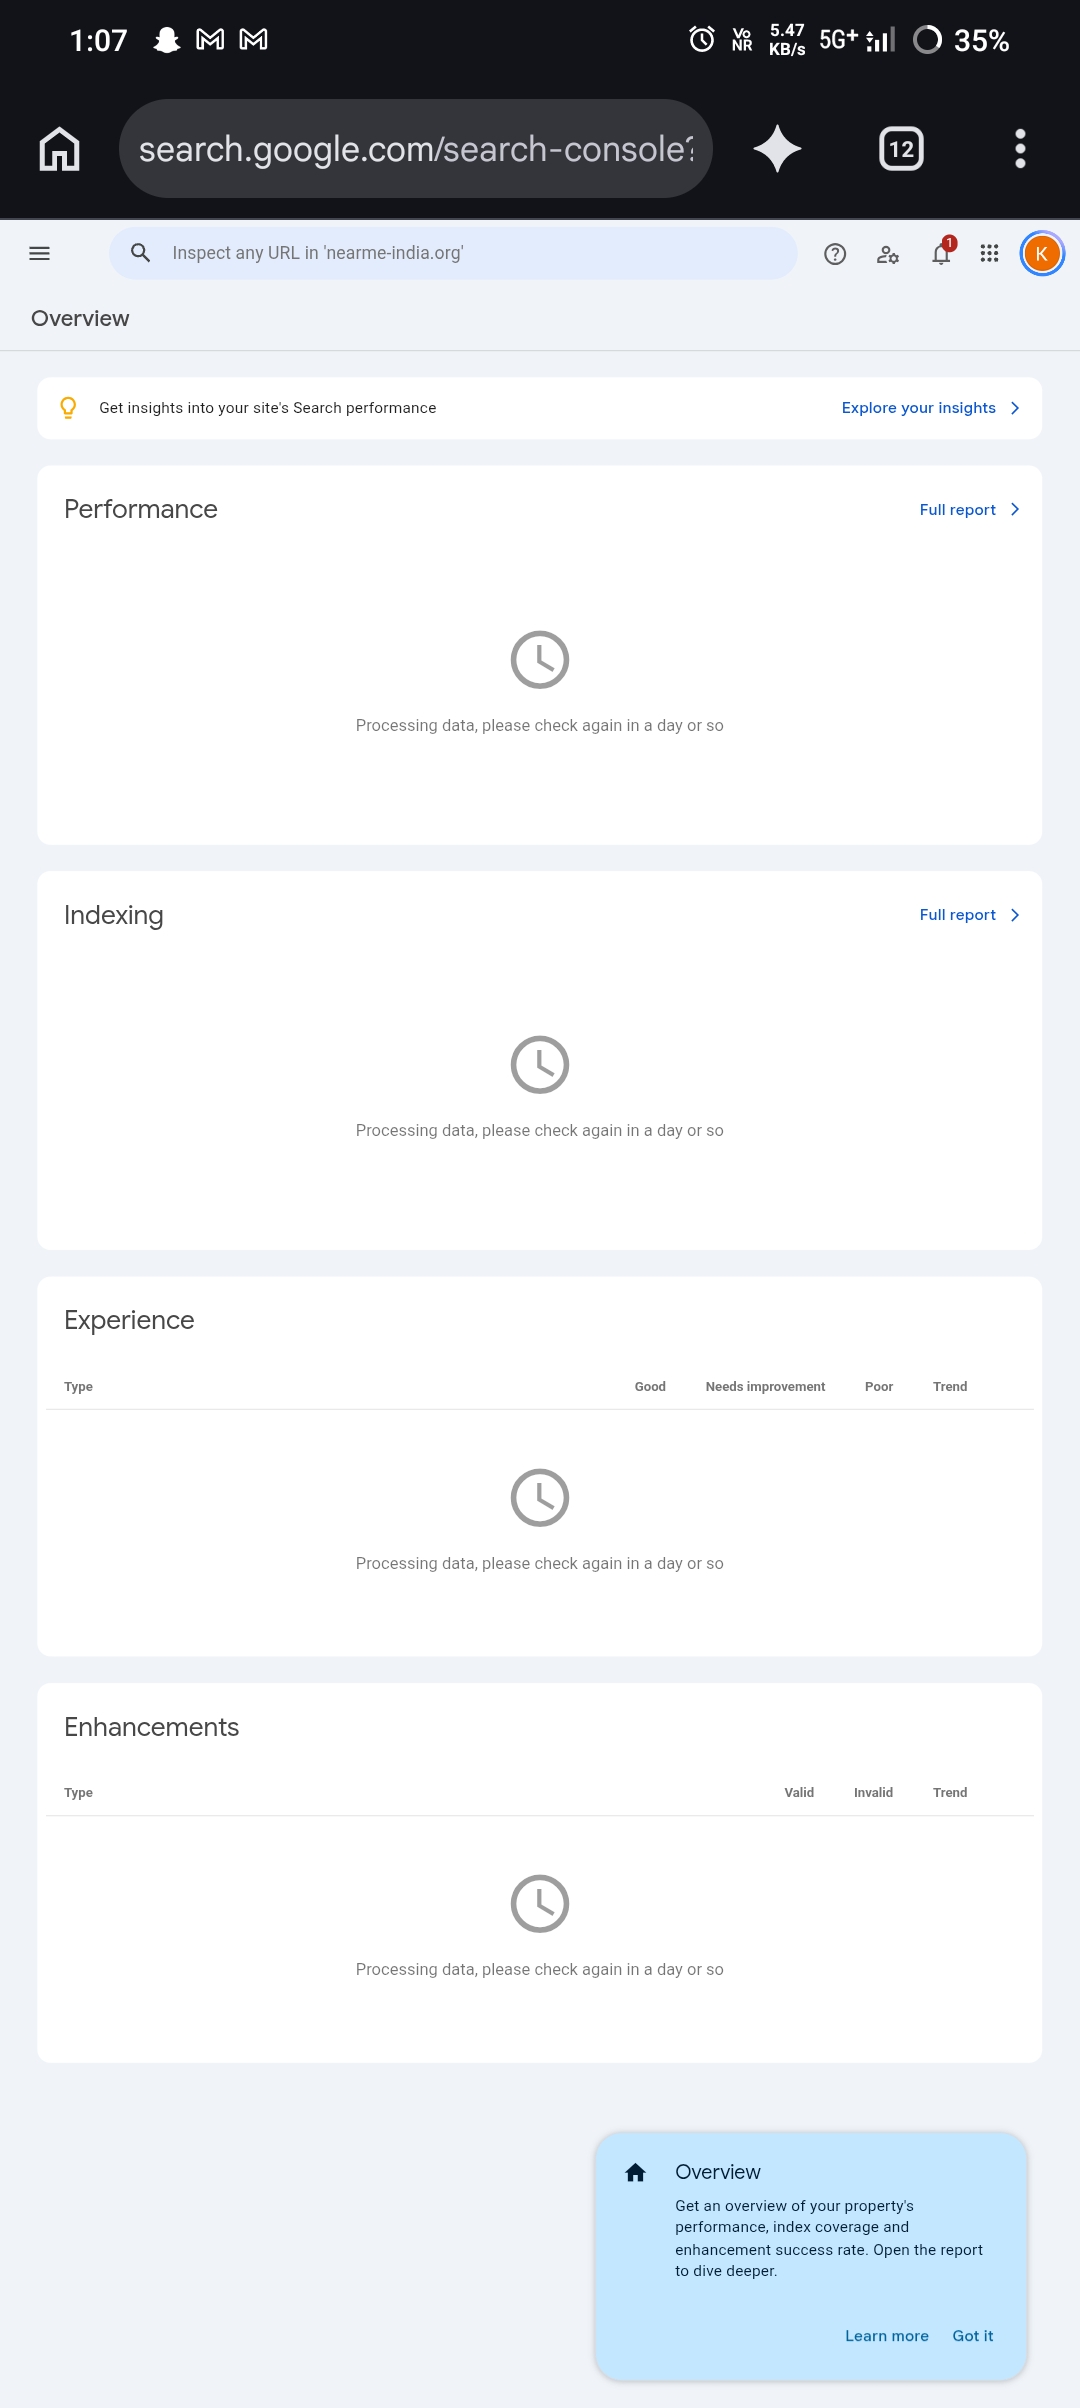 1:07
Vo
NR
5.47
KB/s
5G+
35%
search.google.com/search-console?
12
Inspect any URL in 'nearme-india.org'
1
K
Overview
Get insights into your site's Search performance
Explore your insights
Performance
Full report
Processing data, please check again in a day or so
Indexing
Full report
Processing data, please check again in a day or so
Experience
Type Good Needs improvement Poor Trend
Processing data, please check again in a day or so
Enhancements
Type Valid Invalid Trend
Processing data, please check again in a day or so
Overview
Get an overview of your property's
performance, index coverage and
enhancement success rate. Open the report
to dive deeper.
Learn more Got it